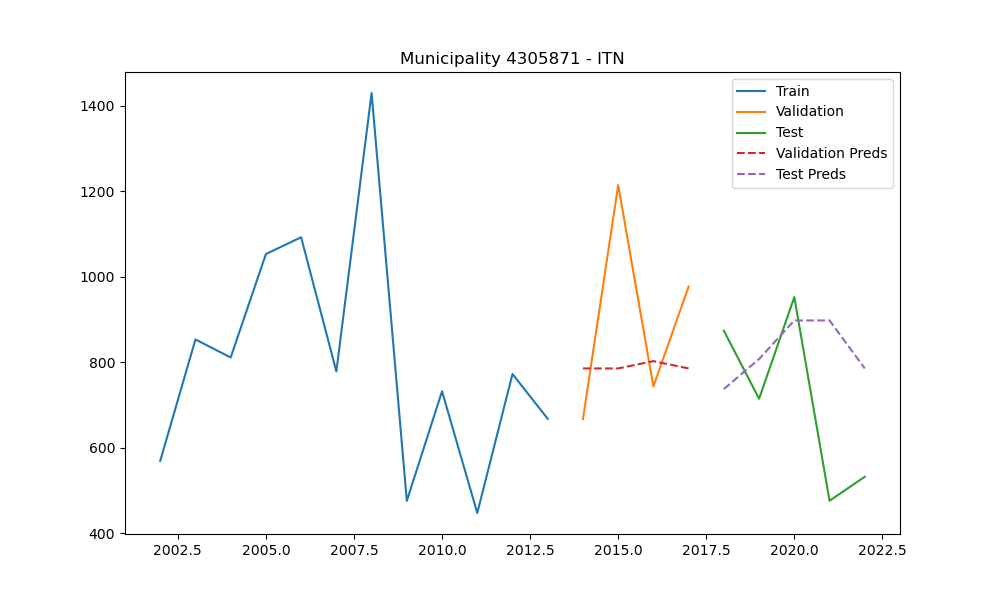 Municipality 4305871 - ITN
Train
Validation
Test
Validation Preds
Test Preds
1400
1200
1000
800
600
400
2002.5 2005.0 2007.5 2010.0 2012.5 2015.0 2017.5 2020.0 2022.5